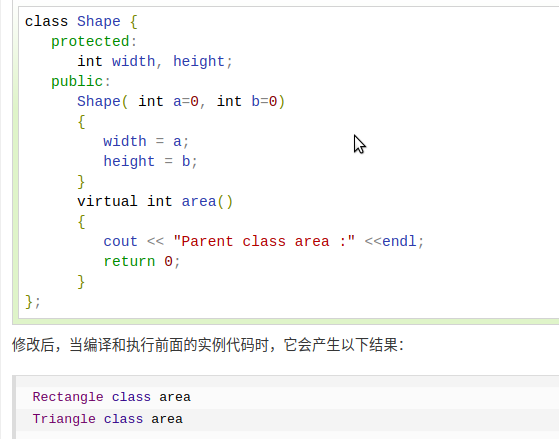 class Shape {
   protected:
      int width, height;
   public:
      Shape( int a=0, int b=0)
      {
         width = a;
         height = b;
      }
      virtual int area()
      {
         cout << "Parent class area :" <<endl;
         return 0;
      }
};
修改后，当编译和执行前面的实例代码时，它会产生以下结果：
Rectangle class area
Triangle class area